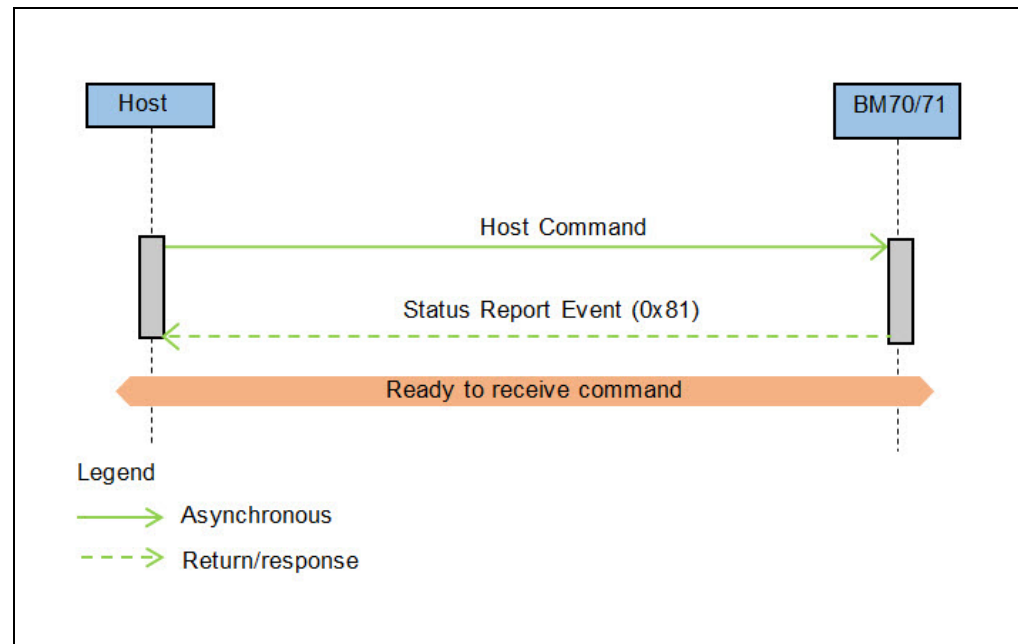 Host
BM70/71
Host Command
Status Report Event (0x81)
Ready to receive command
Legend
Asynchronous
Return/response